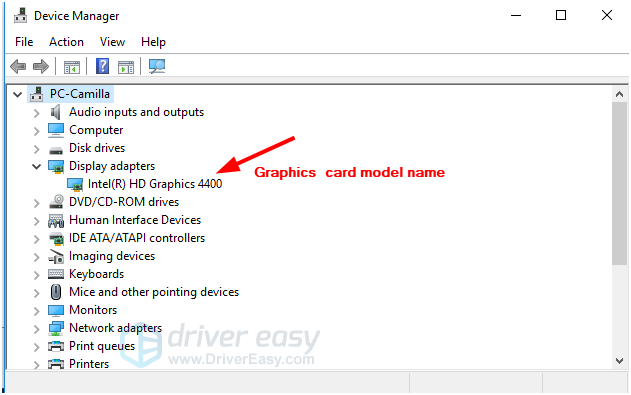 Device Manager
File Action View Help
PC-Camilla
Audio inputs and outputs
Computer
Disk drives
Display adapters
Intel(R) HD Graphics 4400
Graphics card model name
DVD/CD-ROM drives
Human Interface Devices
IDE ATA/ATAPI controllers
Imaging devices
Keyboards
Mice and other pointing devices
Monitors
Network adapters
driver easy
Print queues
www.DriverEasy.com
Printers